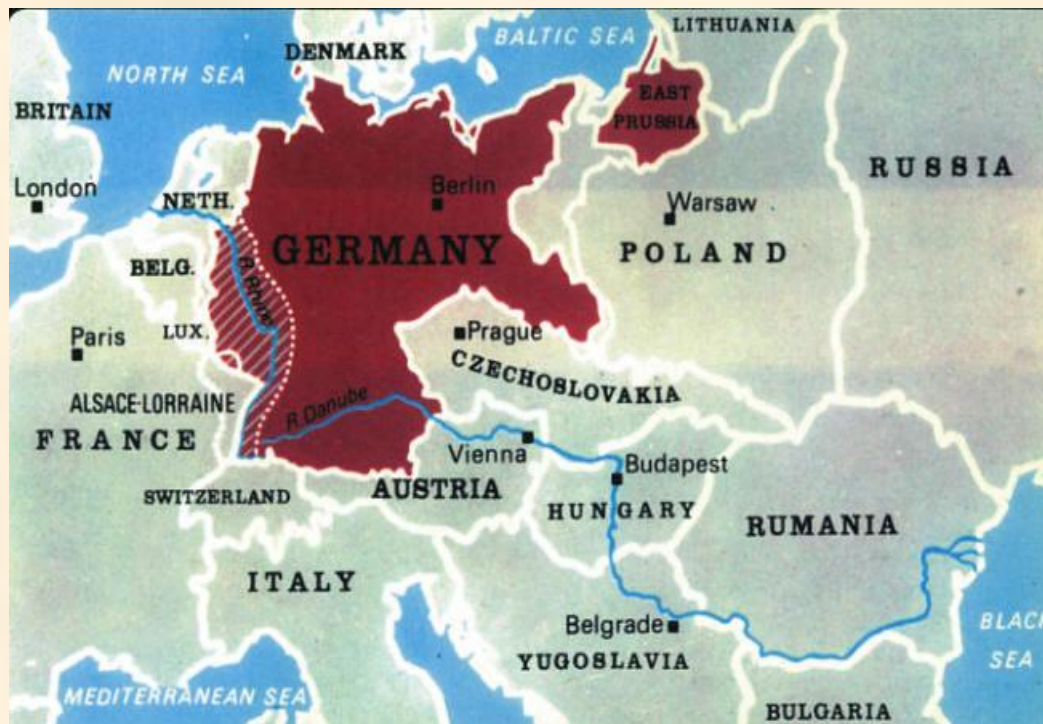 LITHUANIA
BALTIC SEA
DENMARK
NORTH SEA
EAST
PRUSSIA
BRITAIN
RUSSIA
London
Berlin
NETH.
Warsaw
GERMANY
POLAND
BELG.
R. Rhine
LUX.
Paris
Prague
CZECHOSLOVAKIA
ALSACE-LORRAINE
R. Danube
FRANCE
Vienna
Budapest
SWITZERLAND
AUSTRIA
HUNGARY
RUMANIA
ITALY
Belgrade
BLACK
SEA
YUGOSLAVIA
MEDITERRANEAN SEA
BULGARIA